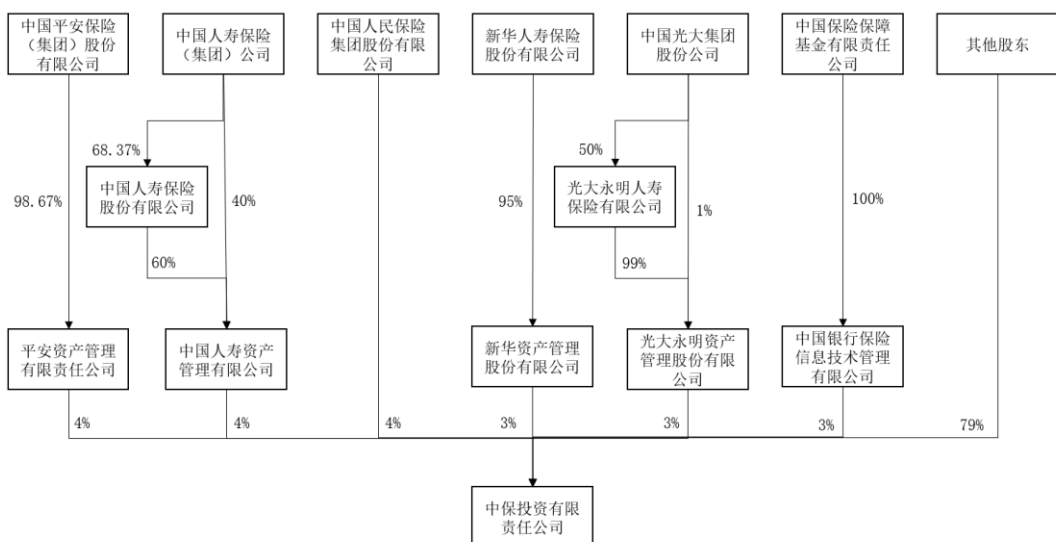 中国平安保险
（集团）股份
有限公司
中国人寿保险
（集团）公司
中国人民保险
集团股份有限
公司
新华人寿保险
股份有限公司
中国光大集团
股份公司
中国保险保障
基金有限责任
公司
其他股东
68.37%
50%
中国人寿保险
股份有限公司
光大永明人寿
保险有限公司
98.67%
40%
95%
1%
100%
60%
99%
平安资产管理
有限责任公司
中国人寿资产
管理有限公司
新华资产管理
股份有限公司
光大永明资产
管理股份有限
公司
中国银行保险
信息技术管理
有限公司
4%
4%
4%
3%
3%
3%
79%
中保投资有限
责任公司